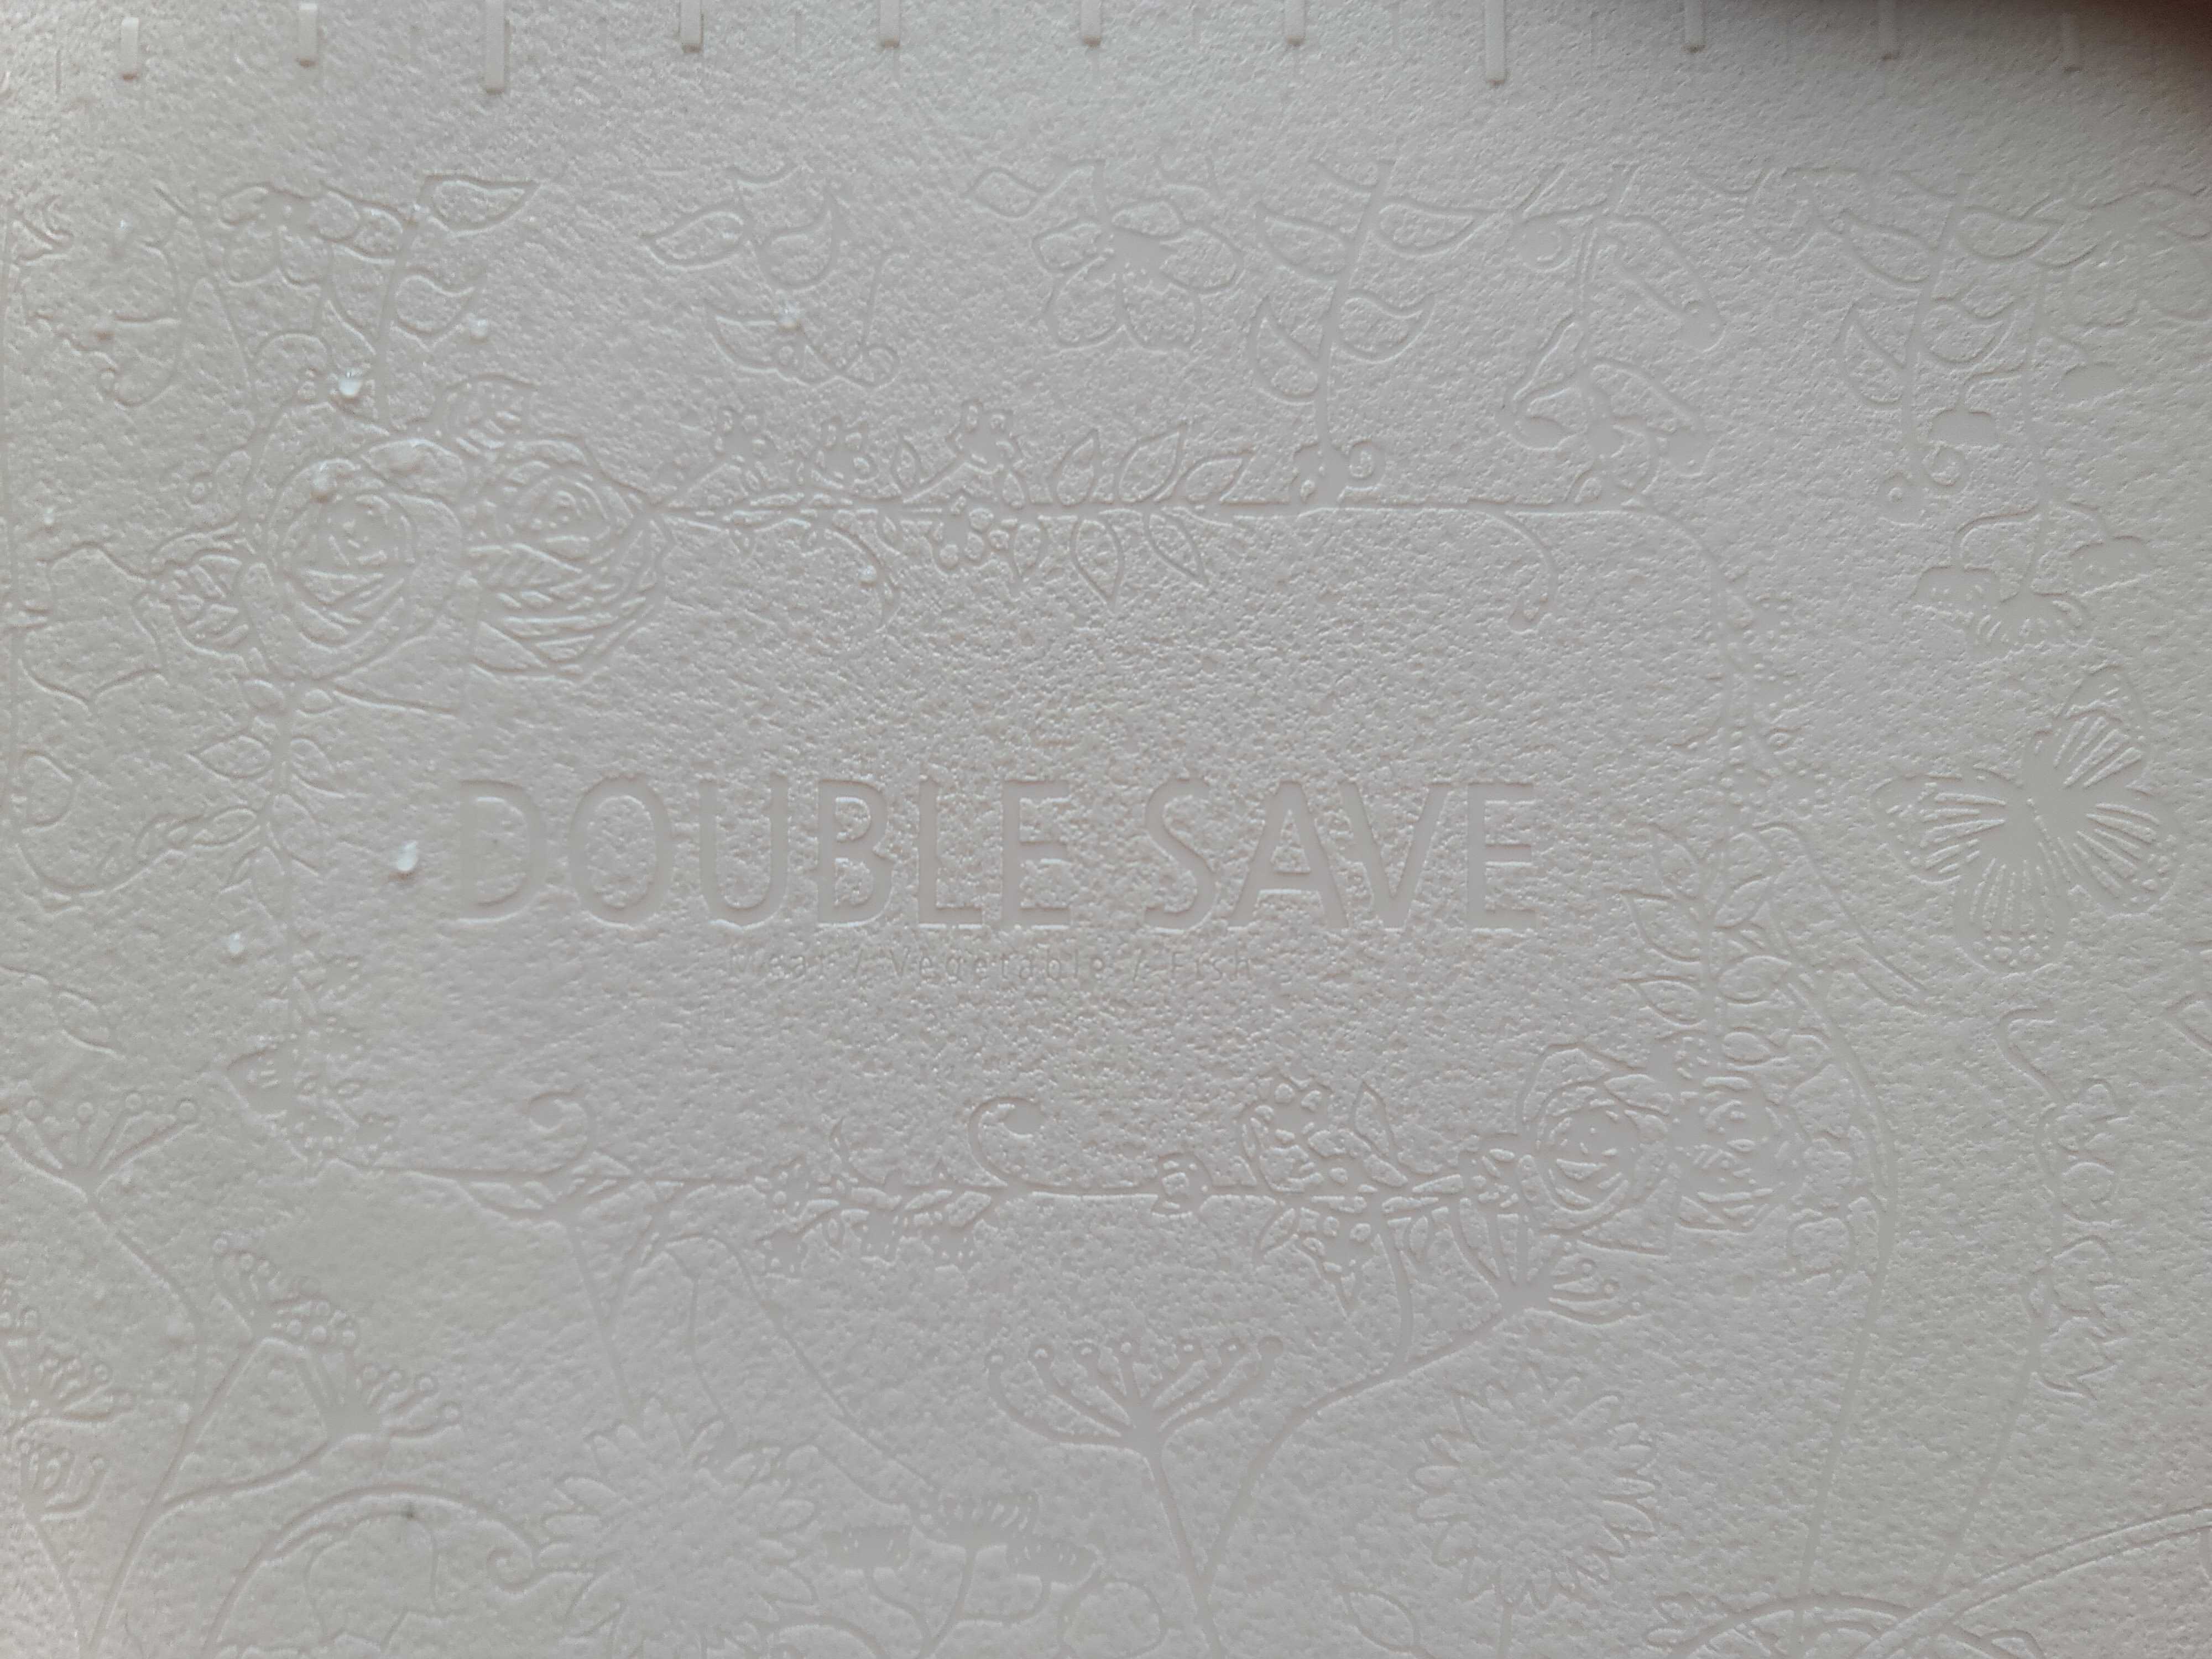 DOUBLE SAVE
Meat / Vegetable / Fish